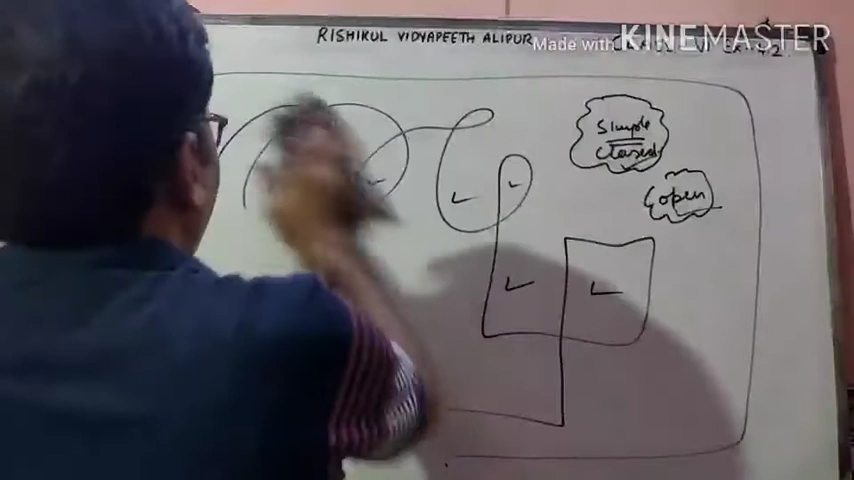 RISHIKUL VIDYAPEETH ALIPUR
Made with KINEMASTER
Simple
closed
open